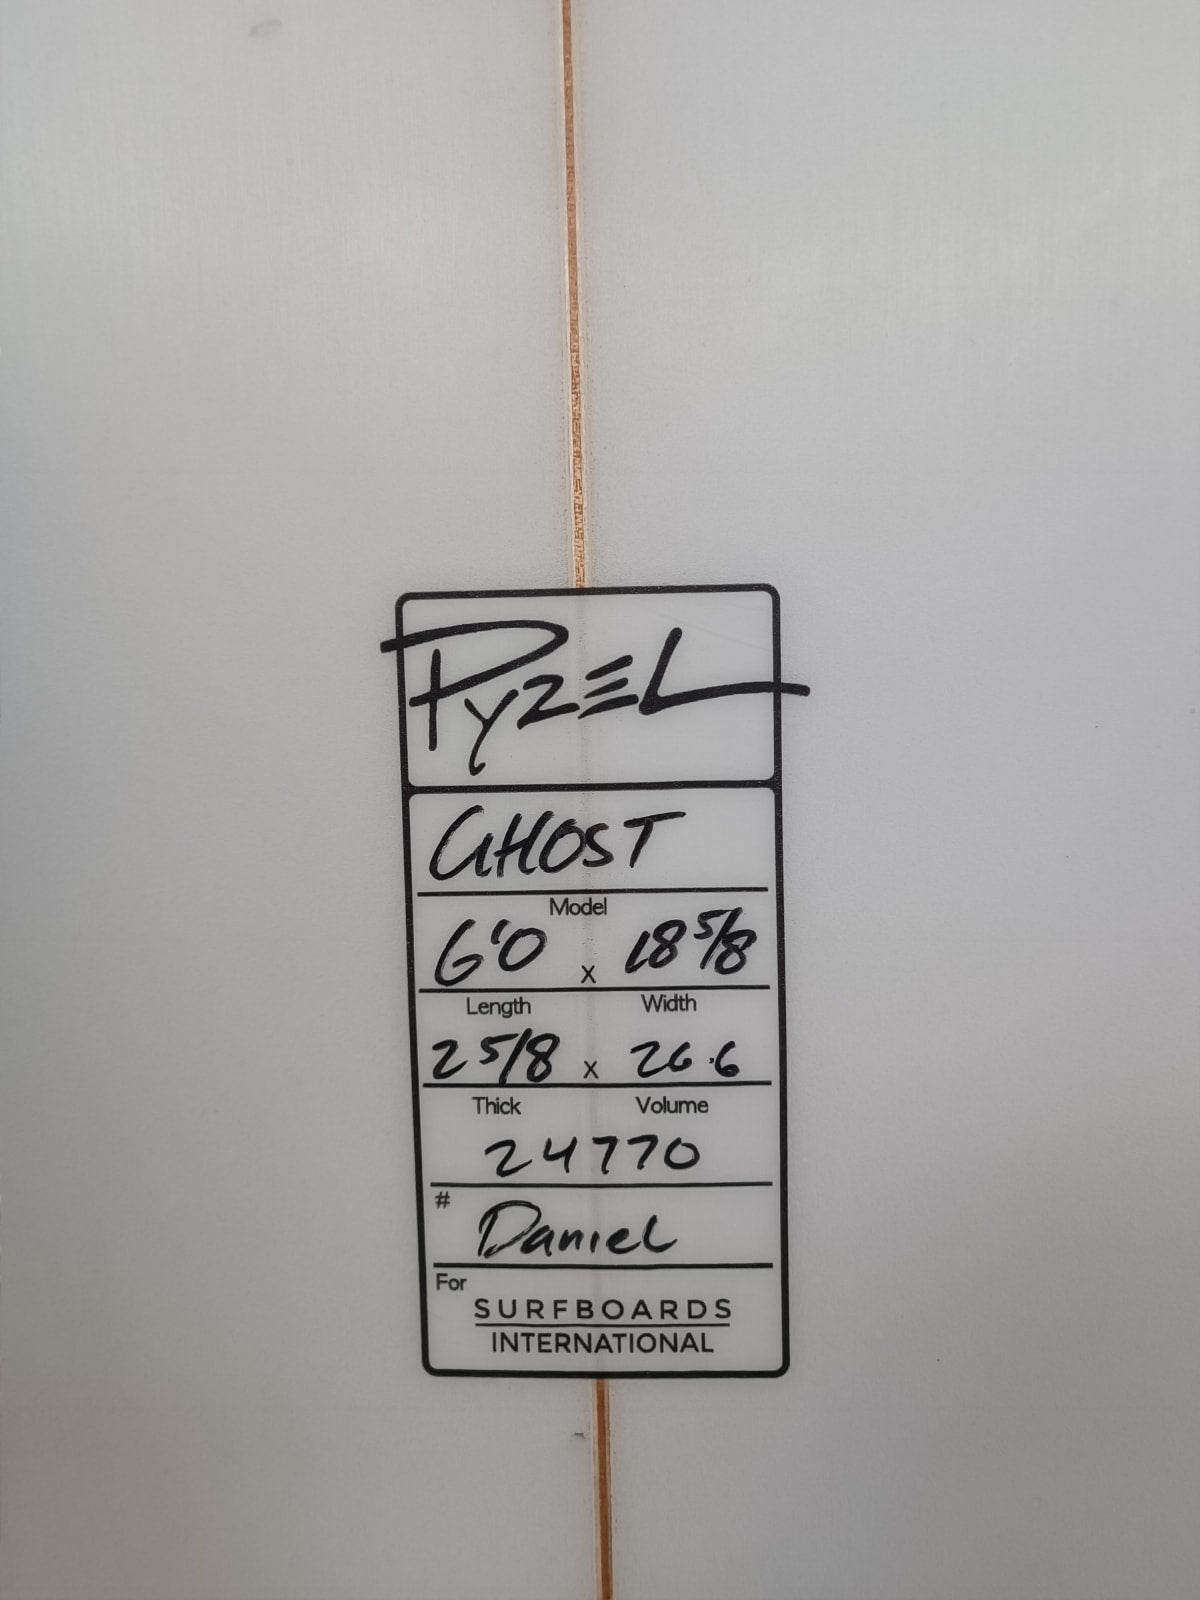 PYZEL
GHOST
Model
6'0 x 18 5/8
Length Width
2 5/8 x 26.6
Thick Volume
24770
#
Daniel
For
SURFBOARDS
INTERNATIONAL